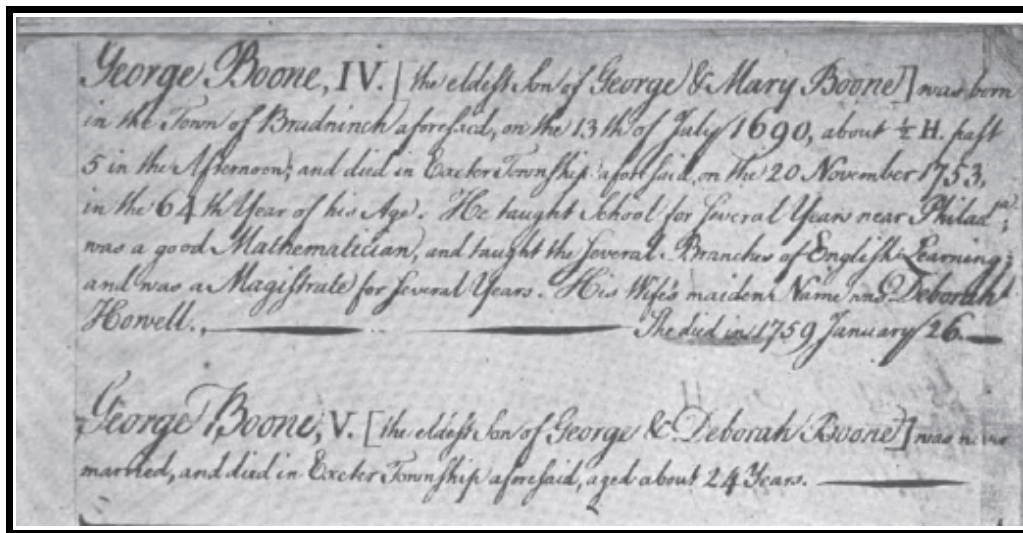 George Boone, IV. [the eldest Son of George & Mary Boone] was born
in the Town of Bradninch aforesaid, on the 13th of July 1690, about ½ H. past
5 in the Afternoon; and died in Exeter Township aforesaid, on the 20 November 1753,
in the 64th Year of his Age. He taught School for several Years near Philadᵃ;
was a good Mathematician, and taught the several Branches of English Learning;
and was a Magistrate for several Years. His Wife's maiden Name was Deborah
Howell. She died in 1759 January 26.
George Boone, V. [the eldest Son of George & Deborah Boone] was never
married, and died in Exeter Township aforesaid, aged about 24 Years.